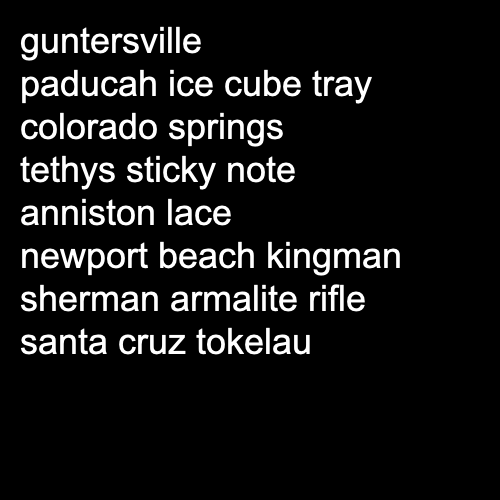 guntersville
paducah ice cube tray
colorado springs
tethys sticky note
anniston lace
newport beach kingman
sherman armalite rifle
santa cruz tokelau